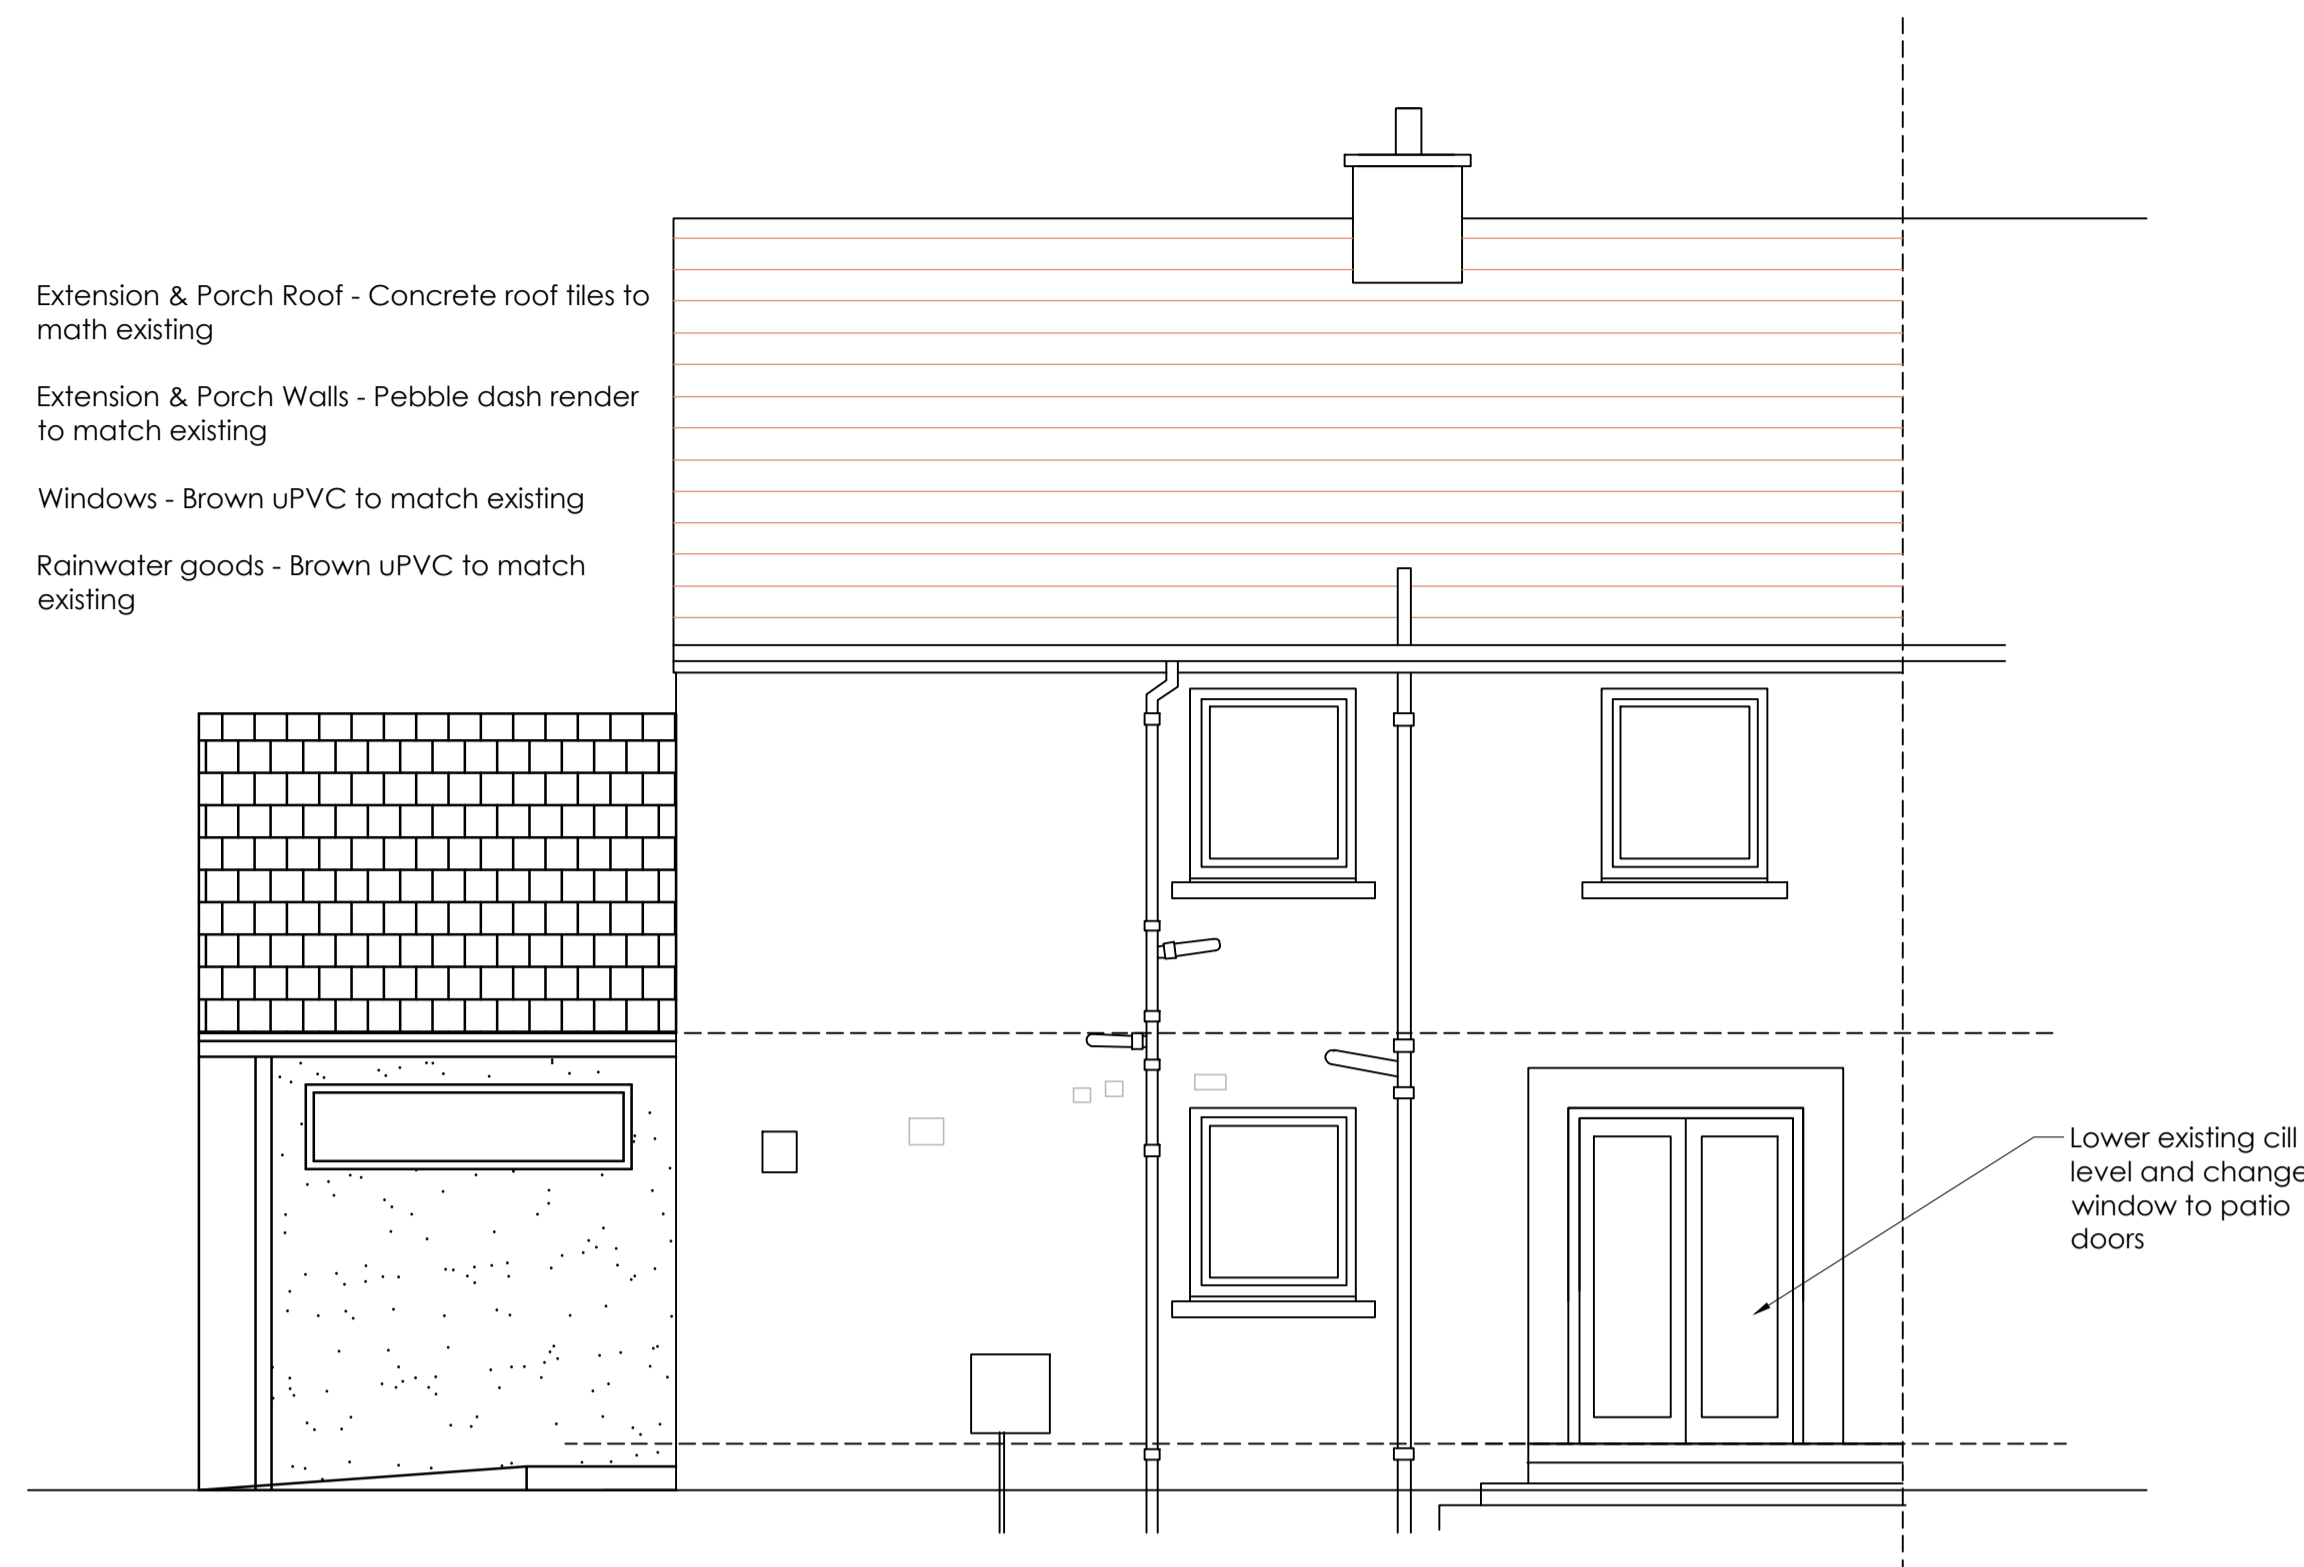 Extension & Porch Roof - Concrete roof tiles to
math existing
Extension & Porch Walls - Pebble dash render
to match existing
Windows - Brown uPVC to match existing
Rainwater goods - Brown uPVC to match
existing
Lower existing cill
level and change
window to patio
doors